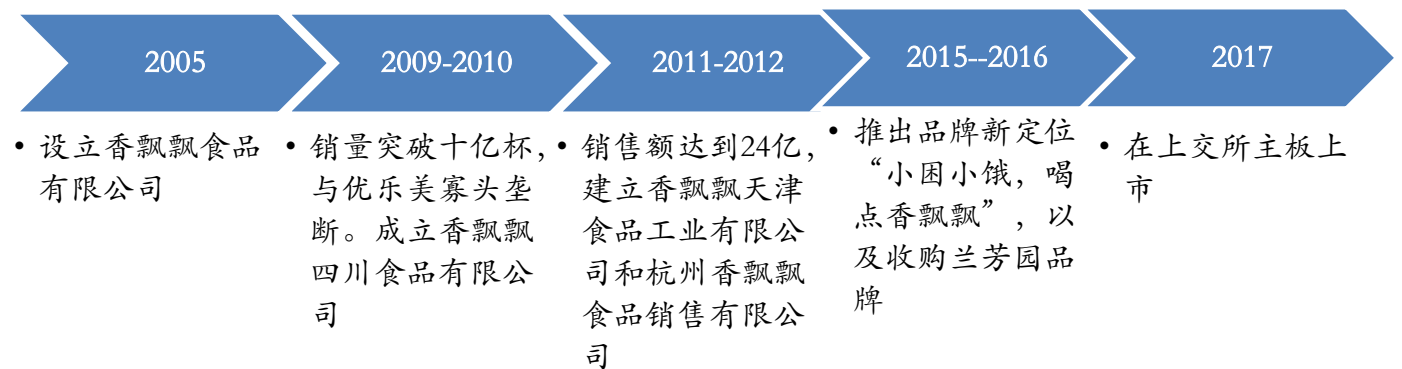 2005
2009-2010
2011-2012
2015--2016
2017
• 设立香飘飘食品
有限公司
• 销量突破十亿杯，
与优乐美寡头垄
断。成立香飘飘
四川食品有限公
司
• 销售额达到24亿，
建立香飘飘天津
食品工业有限公
司和杭州香飘飘
食品销售有限公
司
• 推出品牌新定位
“小困小饿，喝
点香飘飘”，以
及收购兰芳园品
牌
• 在上交所主板上
市